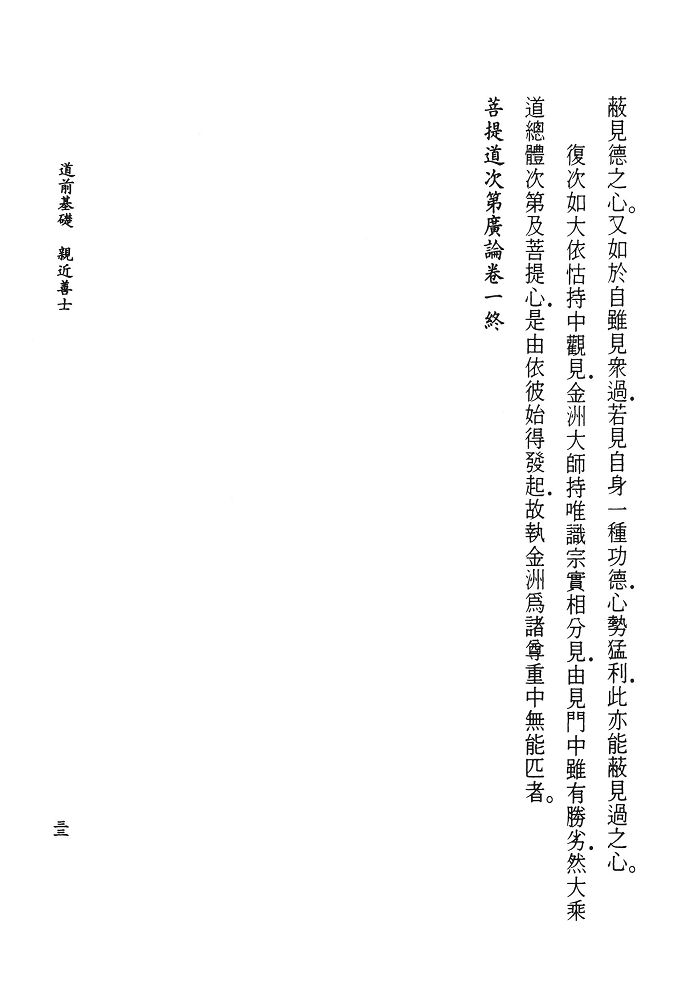 蔽見德之心。又如於自雖見衆過．若見自身一種功德．心勢猛利．此亦能蔽見過之心。
復次如大依怙持中觀見．金洲大師持唯識宗實相分見．由見門中雖有勝劣．然大乘
道總體次第及菩提心．是由依彼始得發起．故執金洲爲諸尊重中無能匹者。
菩提道次第廣論卷一終
道前基礎　親近善士
三三